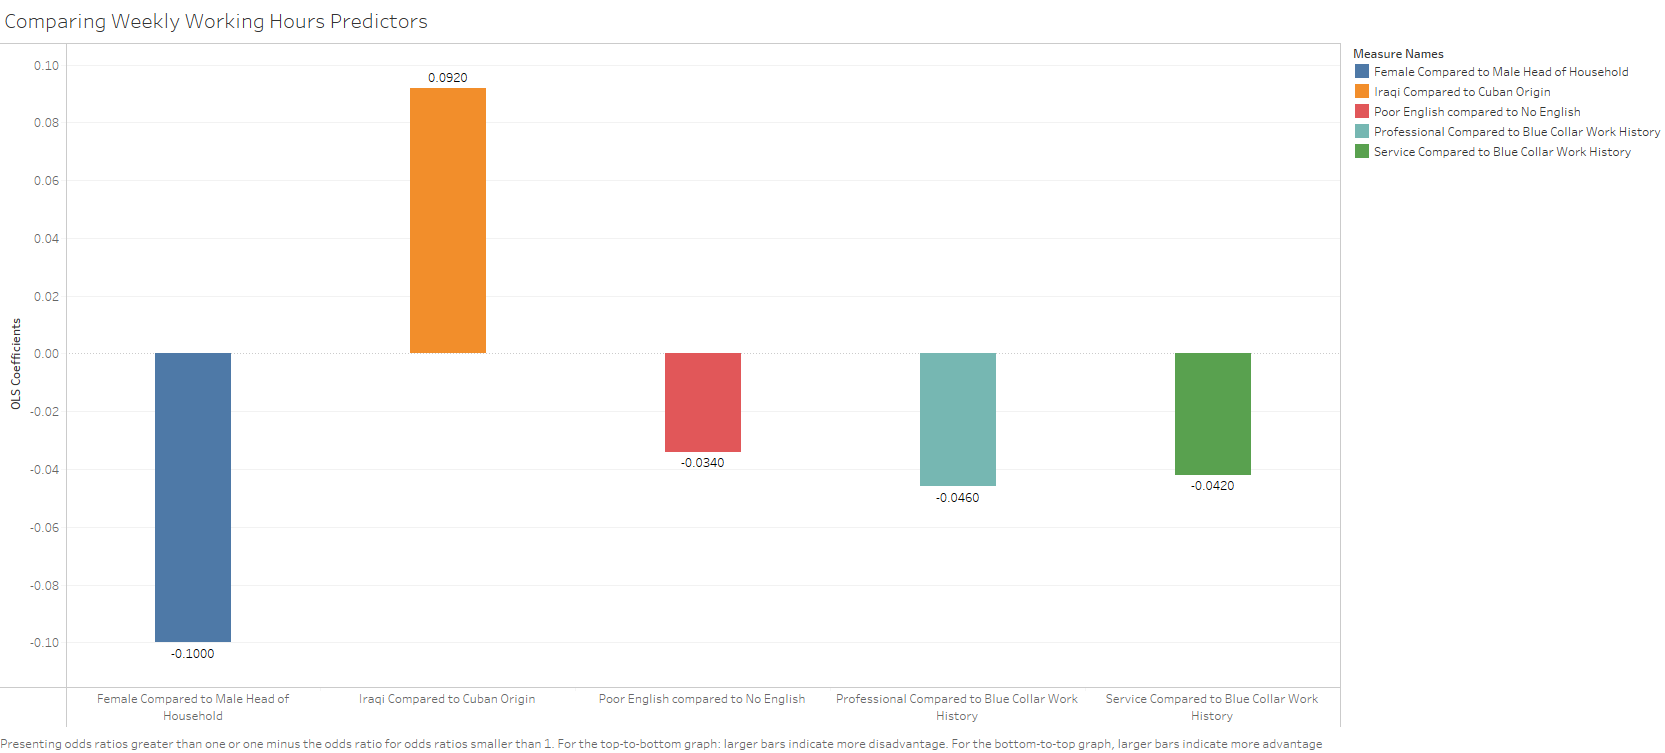 Comparing Weekly Working Hours Predictors
Measure Names
Female Compared to Male Head of Household
Iraqi Compared to Cuban Origin
Poor English compared to No English
Professional Compared to Blue Collar Work History
Service Compared to Blue Collar Work History
OLS Coefficients
0.10
0.08
0.06
0.04
0.02
0.00
-0.02
-0.04
-0.06
-0.08
-0.10
-0.1000
0.0920
-0.0340
-0.0460
-0.0420
Female Compared to Male Head of
Household
Iraqi Compared to Cuban Origin
Poor English compared to No English
Professional Compared to Blue Collar Work
History
Service Compared to Blue Collar Work
History
Presenting odds ratios greater than one or one minus the odds ratio for odds ratios smaller than 1. For the top-to-bottom graph: larger bars indicate more disadvantage. For the bottom-to-top graph, larger bars indicate more advantage